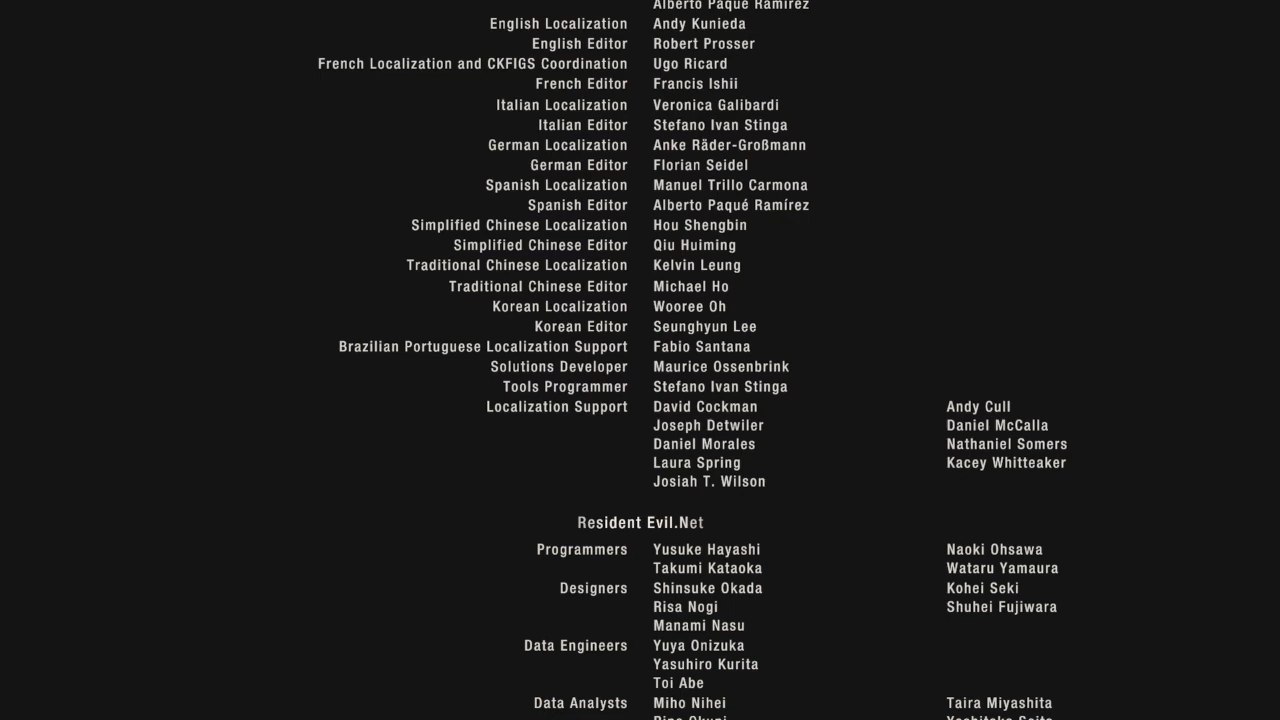 Alberto Paqué Ramírez
English Localization Andy Kunieda
English Editor Robert Prosser
French Localization and CKFIGS Coordination Ugo Ricard
French Editor Francis Ishii
Italian Localization Veronica Galibardi
Italian Editor Stefano Ivan Stinga
German Localization Anke Räder-Großmann
German Editor Florian Seidel
Spanish Localization Manuel Trillo Carmona
Spanish Editor Alberto Paqué Ramírez
Simplified Chinese Localization Hou Shengbin
Simplified Chinese Editor Qiu Huiming
Traditional Chinese Localization Kelvin Leung
Traditional Chinese Editor Michael Ho
Korean Localization Wooree Oh
Korean Editor Seunghyun Lee
Brazilian Portuguese Localization Support Fabio Santana
Solutions Developer Maurice Ossenbrink
Tools Programmer Stefano Ivan Stinga
Localization Support David Cockman Andy Cull
Joseph Detwiler Daniel McCalla
Daniel Morales Nathaniel Somers
Laura Spring Kacey Whitteaker
Josiah T. Wilson
Resident Evil.Net
Programmers Yusuke Hayashi Naoki Ohsawa
Takumi Kataoka Wataru Yamaura
Designers Shinsuke Okada Kohei Seki
Risa Nogi Shuhei Fujiwara
Manami Nasu
Data Engineers Yuya Onizuka
Yasuhiro Kurita
Toi Abe
Data Analysts Miho Nihei Taira Miyashita